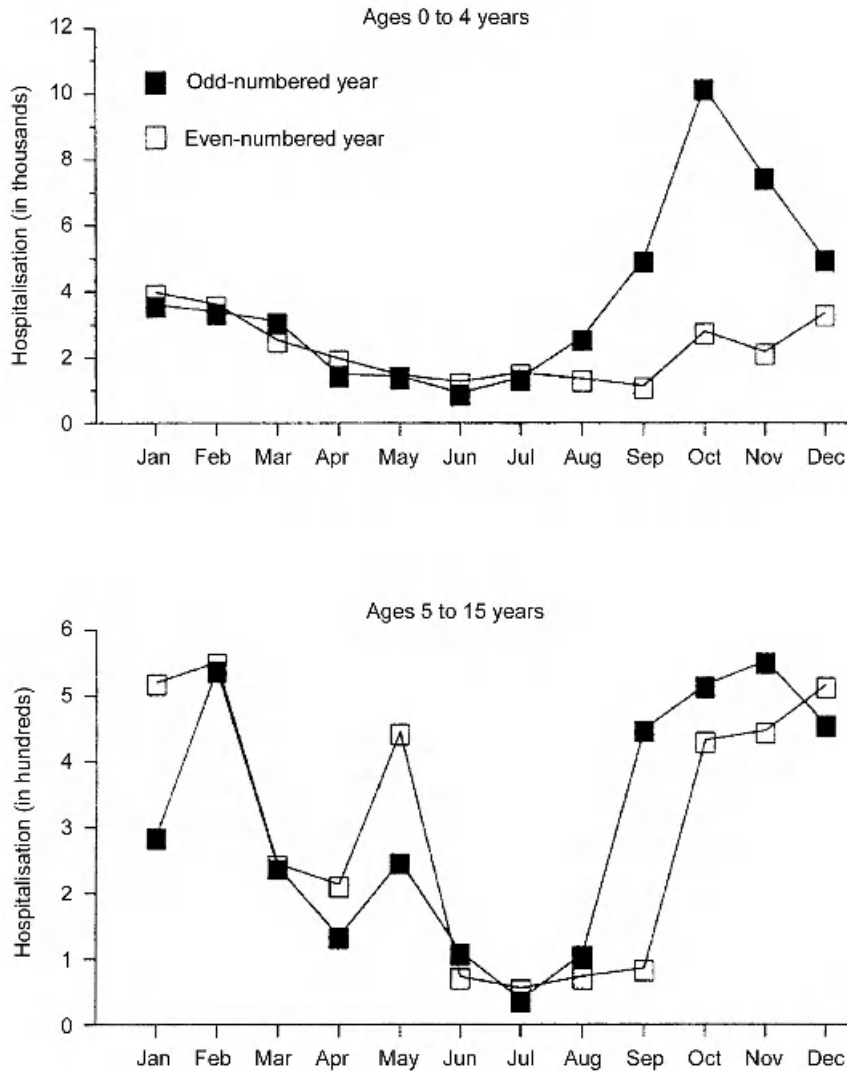 Ages 0 to 4 years
12
10
8
6
4
2
0
Hospitalisation (in thousands)
Odd-numbered year
Even-numbered year
Jan Feb Mar Apr May Jun Jul Aug Sep Oct Nov Dec
Ages 5 to 15 years
6
5
4
3
2
1
0
Hospitalisation (in hundreds)
Jan Feb Mar Apr May Jun Jul Aug Sep Oct Nov Dec